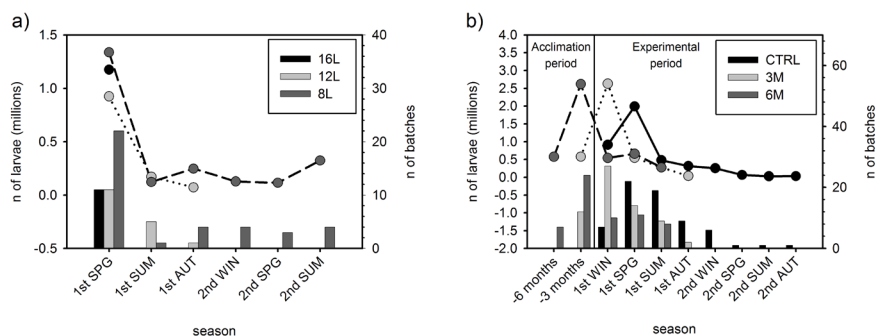 a)
n of larvae (millions)
1.5
1.0
0.5
0.0
-0.5
16L
12L
8L
40
30
20
10
0
n of batches
1st SPG
1st SUM
1st AUT
2nd WIN
2nd SPG
2nd SUM
season
b)
n of larvae (millions)
4.0
3.5
3.0
2.5
2.0
1.5
1.0
0.5
0.0
-0.5
-1.0
-1.5
-2.0
Acclimation
period
Experimental
period
CTRL
3M
6M
60
40
20
0
n of batches
-6 months
-3 months
1st WIN
1st SPG
1st SUM
1st AUT
2nd WIN
2nd SPG
2nd SUM
2nd AUT
season